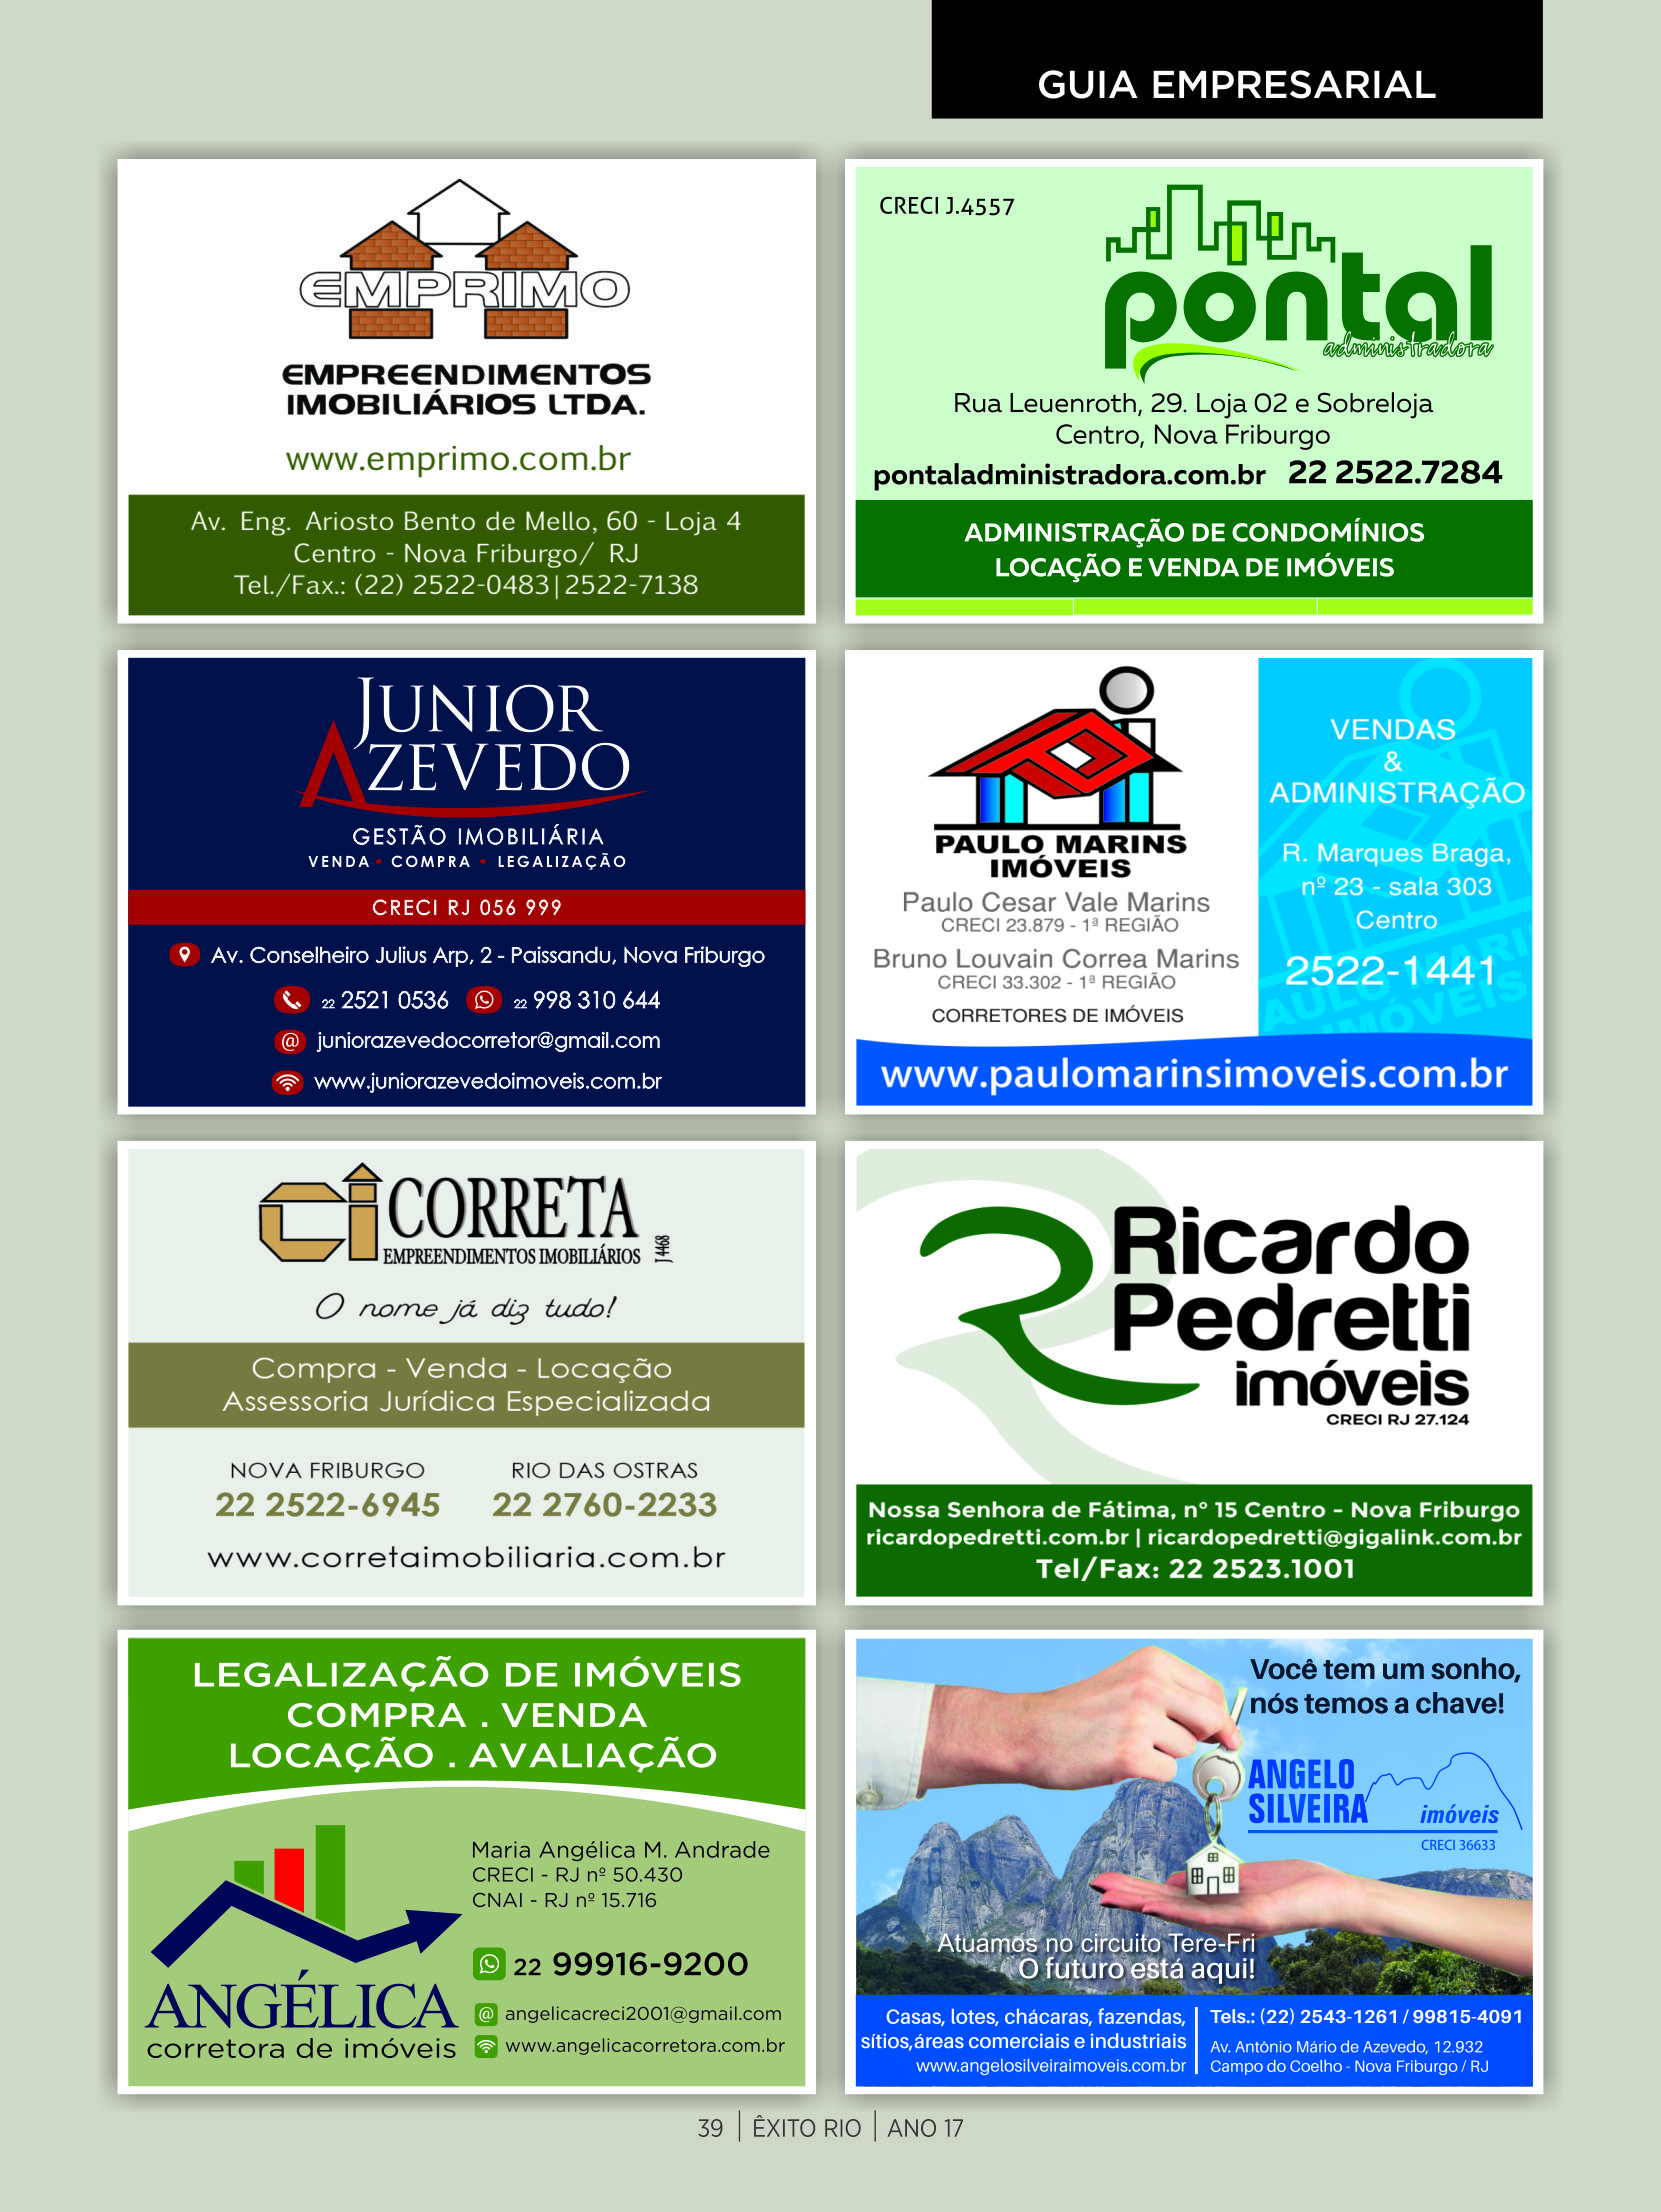 GUIA EMPRESARIAL
EMPRIMO
EMPREENDIMENTOS
IMOBILIÁRIOS LTDA.
www.emprimo.com.br
Av. Eng. Ariosto Bento de Mello, 60 - Loja 4
Centro - Nova Friburgo/ RJ
Tel./Fax.: (22) 2522-0483|2522-7138
CRECI J.4557
pontal
administradora
Rua Leuenroth, 29. Loja 02 e Sobreloja
Centro, Nova Friburgo
pontaladministradora.com.br 22 2522.7284
ADMINISTRAÇÃO DE CONDOMÍNIOS
LOCAÇÃO E VENDA DE IMÓVEIS
JUNIOR
AZEVEDO
GESTÃO IMOBILIÁRIA
VENDA • COMPRA • LEGALIZAÇÃO
CRECI RJ 056 999
Av. Conselheiro Julius Arp, 2 - Paissandu, Nova Friburgo
22 2521 0536 22 998 310 644
@ juniorazevedocorretor@gmail.com
www.juniorazevedoimoveis.com.br
PAULO MARINS
IMÓVEIS
Paulo Cesar Vale Marins
CRECI 23.879 - 1ª REGIÃO
Bruno Louvain Correa Marins
CRECI 33.302 - 1ª REGIÃO
CORRETORES DE IMÓVEIS
VENDAS
&
ADMINISTRAÇÃO
R. Marques Braga,
nº 23 - sala 303
Centro
2522-1441
www.paulomarinsimoveis.com.br
CI CORRETA
EMPREENDIMENTOS IMOBILIÁRIOS
J 4468
O nome já diz tudo!
Compra - Venda - Locação
Assessoria Jurídica Especializada
NOVA FRIBURGO RIO DAS OSTRAS
22 2522-6945 22 2760-2233
www.corretaimobiliaria.com.br
Ricardo
Pedretti
imóveis
CRECI RJ 27.124
Nossa Senhora de Fátima, n° 15 Centro - Nova Friburgo
ricardopedretti.com.br | ricardopedretti@gigalink.com.br
Tel/Fax: 22 2523.1001
LEGALIZAÇÃO DE IMÓVEIS
COMPRA . VENDA
LOCAÇÃO . AVALIAÇÃO
Maria Angélica M. Andrade
CRECI - RJ nº 50.430
CNAI - RJ nº 15.716
22 99916-9200
ANGÉLICA
corretora de imóveis
@ angelicacreci2001@gmail.com
www.angelicacorretora.com.br
Você tem um sonho,
nós temos a chave!
ANGELO
SILVEIRA
imóveis
CRECI 36633
Atuamos no circuito Tere-Fri
O futuro está aqui!
Casas, lotes, chácaras, fazendas,
sítios,áreas comerciais e industriais
www.angelosilveiraimoveis.com.br
Tels.: (22) 2543-1261 / 99815-4091
Av. Antônio Mário de Azevedo, 12.932
Campo do Coelho - Nova Friburgo / RJ
39 | ÊXITO RIO | ANO 17